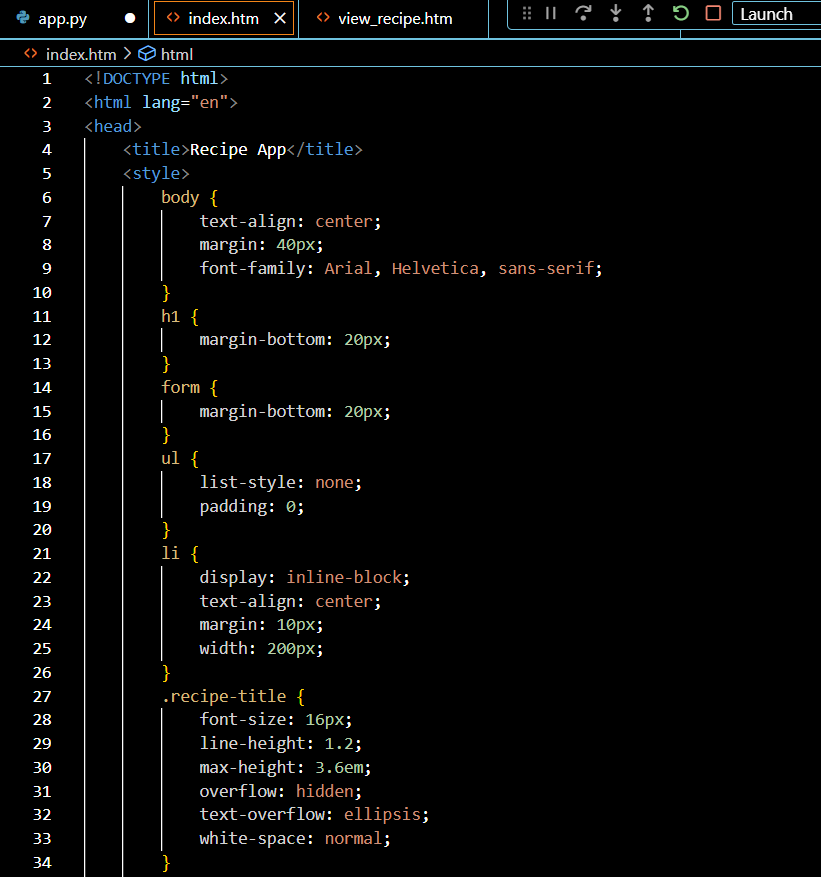 app.py
index.htm
view_recipe.htm
Launch
index.htm > html
1 <!DOCTYPE html>
2 <html lang="en">
3 <head>
4     <title>Recipe App</title>
5     <style>
6         body {
7             text-align: center;
8             margin: 40px;
9             font-family: Arial, Helvetica, sans-serif;
10         }
11         h1 {
12             margin-bottom: 20px;
13         }
14         form {
15             margin-bottom: 20px;
16         }
17         ul {
18             list-style: none;
19             padding: 0;
20         }
21         li {
22             display: inline-block;
23             text-align: center;
24             margin: 10px;
25             width: 200px;
26         }
27         .recipe-title {
28             font-size: 16px;
29             line-height: 1.2;
30             max-height: 3.6em;
31             overflow: hidden;
32             text-overflow: ellipsis;
33             white-space: normal;
34         }